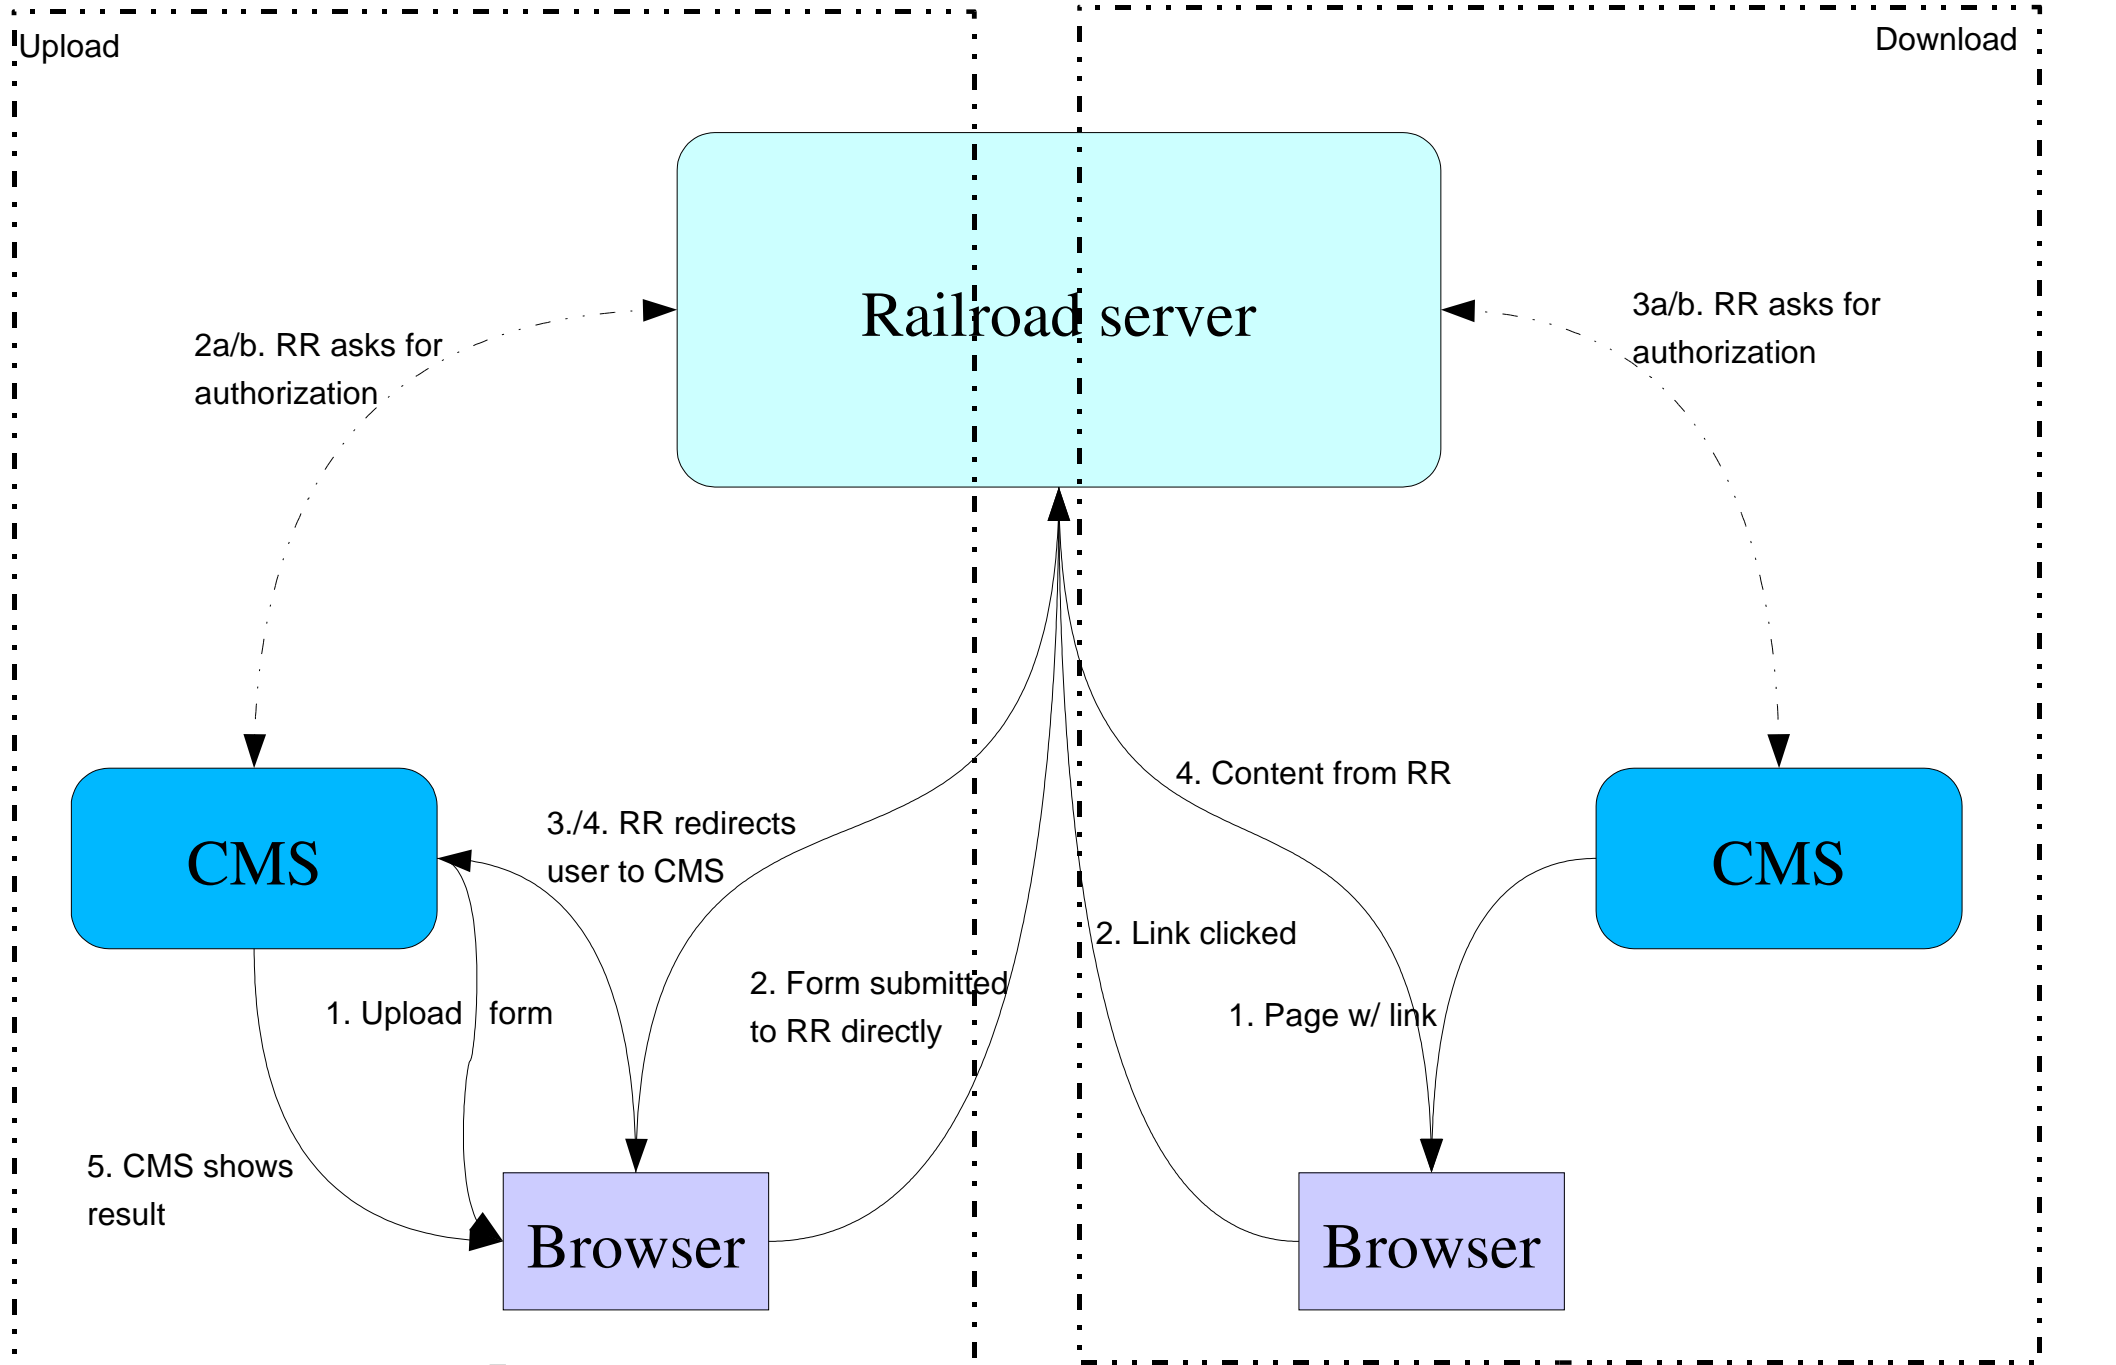 Upload
Download
Railroad server
2a/b. RR asks for
authorization
3a/b. RR asks for
authorization
CMS
3./4. RR redirects
user to CMS
4. Content from RR
CMS
2. Link clicked
1. Upload form
2. Form submitted
to RR directly
1. Page w/ link
5. CMS shows
result
Browser
Browser